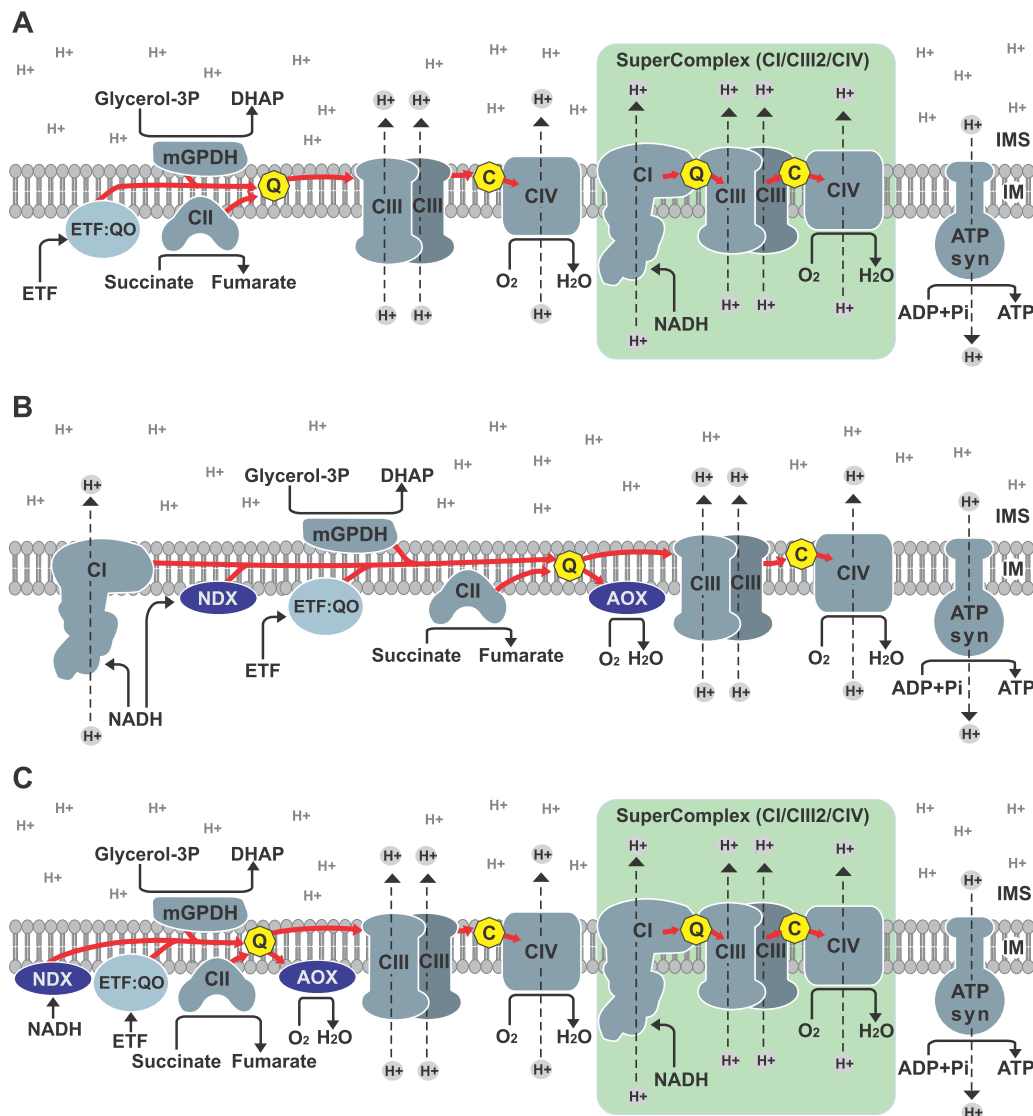 A
H+ H+ H+ H+ H+ H+ H+ H+ H+
SuperComplex (CI/CIII2/CIV)
H+ H+ H+ H+ H+ H+ H+ H+
Glycerol-3P DHAP
H+ H+ H+ H+
IMS
mGPDH
Q C CI Q C
IM
ETF:QO CII CIII CIII CIV CIII CIII CIV
ATP
syn
ETF
Succinate Fumarate
O2 H2O NADH O2 H2O
ADP+Pi ATP
H+ H+ H+ H+ H+ H+ H+ H+
B
H+ H+ H+ H+ H+ H+ H+ H+
Glycerol-3P DHAP
H+ H+ H+ H+ H+ H+ H+ H+
H+ H+ H+ H+
IMS
mGPDH
CI Q C
IM
NDX ETF:QO CII AOX CIII CIII CIV
ATP
syn
ETF
Succinate Fumarate
O2 H2O O2 H2O
NADH
ADP+Pi ATP
H+ H+ H+ H+ H+
C
H+ H+ H+ H+ H+ H+ H+ H+ H+
SuperComplex (CI/CIII2/CIV)
H+ H+ H+ H+ H+ H+ H+ H+
Glycerol-3P DHAP
H+ H+ H+ H+
IMS
mGPDH
Q C CI Q C
IM
NDX ETF:QO CII AOX CIII CIII CIV CIII CIII CIV
ATP
syn
NADH ETF
Succinate Fumarate
O2 H2O O2 H2O NADH O2 H2O
ADP+Pi ATP
H+ H+ H+ H+ H+ H+ H+ H+